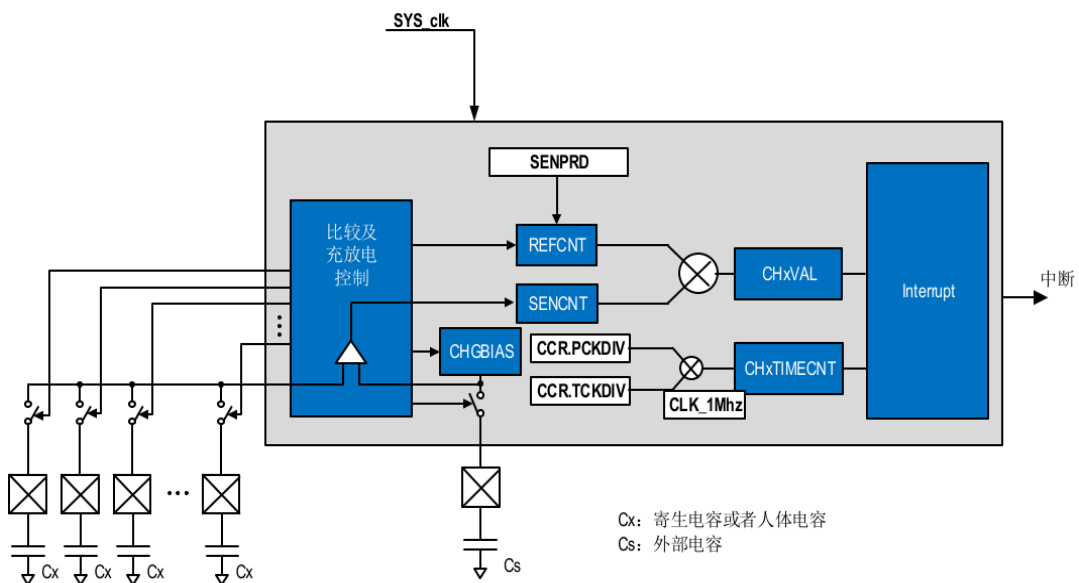 SYS_clk
SENPRD
比较及
充放电
控制
REFCNT
SENCNT
CHxVAL
Interrupt
中断
CHGBIAS
CCR.PCKDIV
CCR.TCKDIV
CLK_1Mhz
CHxTIMECNT
Cx
Cx
Cx
Cx
Cs
Cx：寄生电容或者人体电容
Cs：外部电容